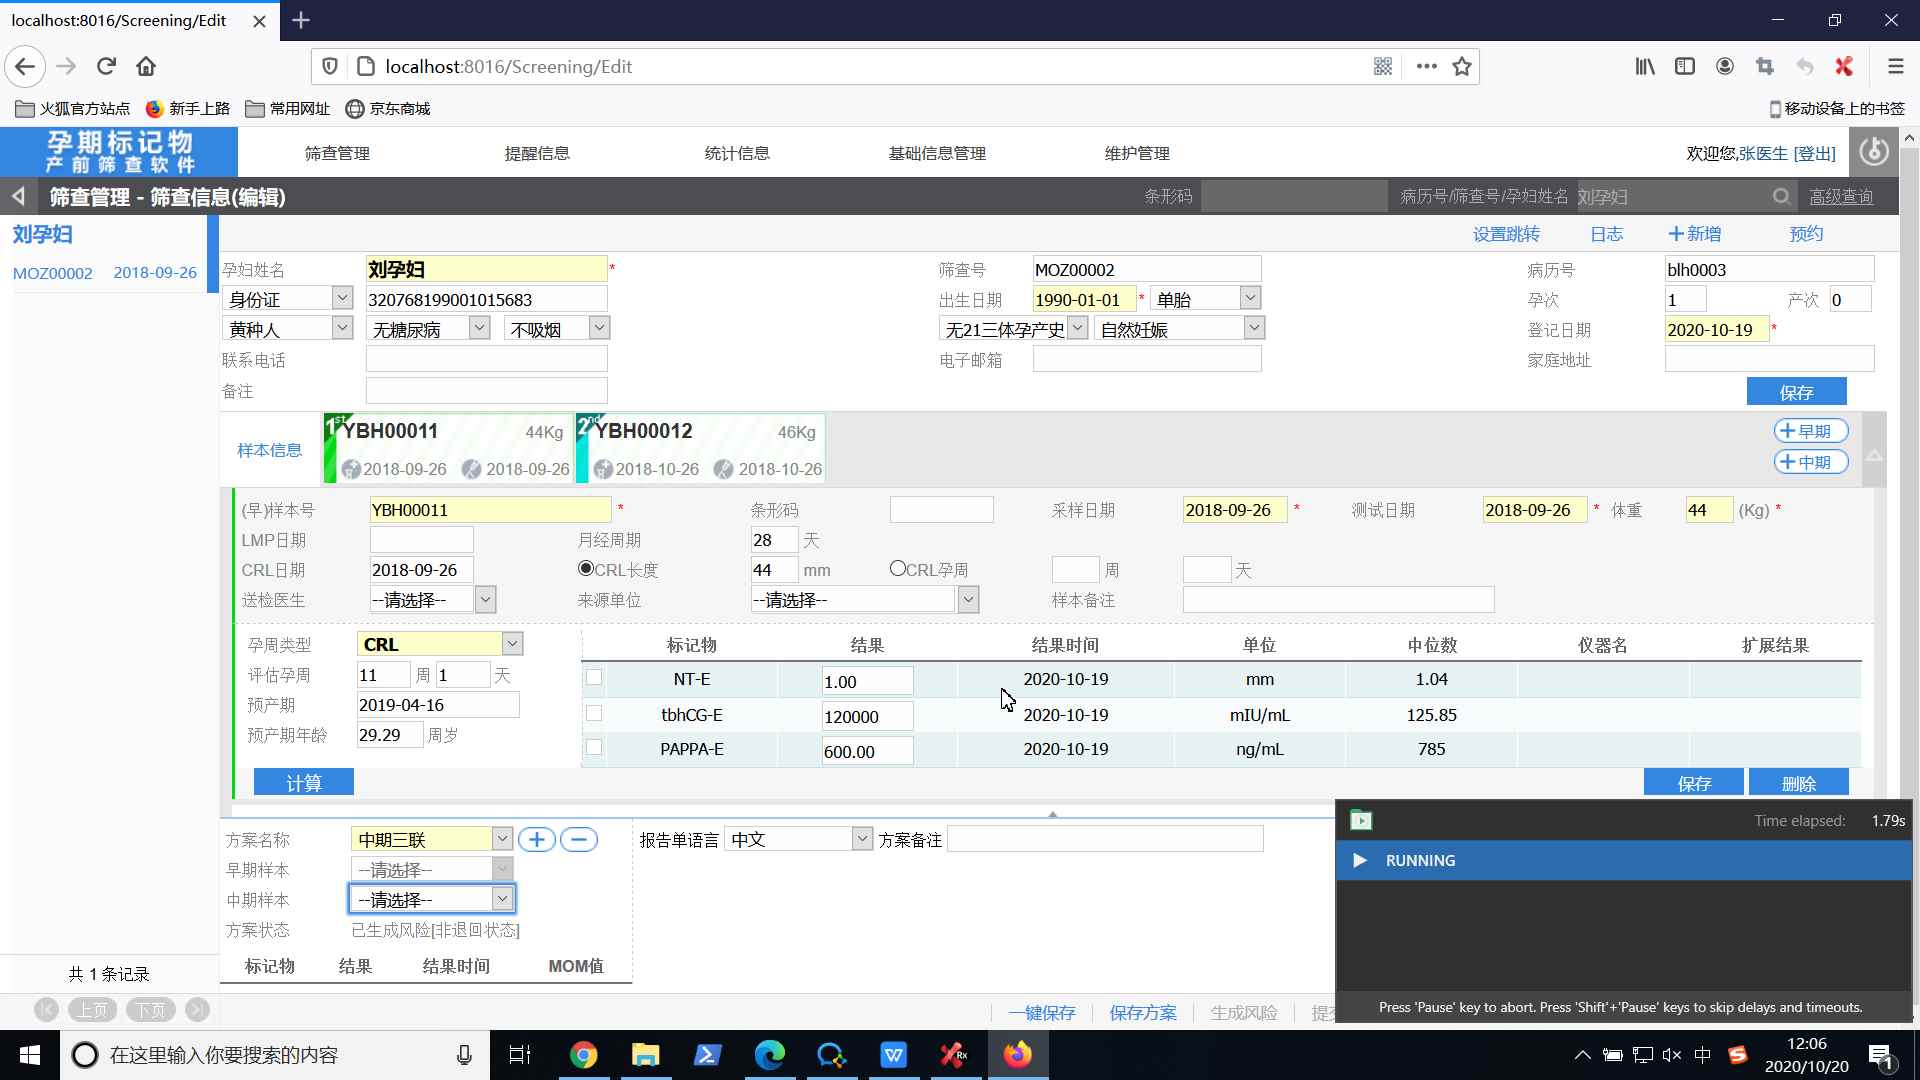 localhost:8016/Screening/Edit
localhost:8016/Screening/Edit
火狐官方站点 新手上路 常用网址 京东商城 移动设备上的书签
孕期标记物
产前筛查软件
筛查管理 提醒信息 统计信息 基础信息管理 维护管理 欢迎您,张医生 [登出]
筛查管理 - 筛查信息(编辑) 条形码 病历号/筛查号/孕妇姓名 刘孕妇 高级查询
刘孕妇
MOZ00002 2018-09-26
设置跳转 日志 新增 预约
孕妇姓名 刘孕妇 * 筛查号 MOZ00002 病历号 blh0003
身份证 320768199001015683 出生日期 1990-01-01 * 单胎 孕次 1 产次 0
黄种人 无糖尿病 不吸烟 无21三体孕产史 自然妊娠 登记日期 2020-10-19 *
联系电话 电子邮箱 家庭地址
备注 保存
样本信息
1st YBH00011 44Kg
2018-09-26 2018-09-26
2nd YBH00012 46Kg
2018-10-26 2018-10-26
早期
中期
(早)样本号 YBH00011 * 条形码 采样日期 2018-09-26 * 测试日期 2018-09-26 * 体重 44 (Kg) *
LMP日期 月经周期 28 天
CRL日期 2018-09-26 CRL长度 44 mm CRL孕周 周 天
送检医生 --请选择-- 来源单位 --请选择-- 样本备注
孕周类型 CRL
评估孕周 11 周 1 天
预产期 2019-04-16
预产期年龄 29.29 周岁
标记物 结果 结果时间 单位 中位数 仪器名 扩展结果
NT-E 1.00 2020-10-19 mm 1.04
tbhCG-E 120000 2020-10-19 mIU/mL 125.85
PAPPA-E 600.00 2020-10-19 ng/mL 785
计算 保存 删除
方案名称 中期三联 报告单语言 中文 方案备注
早期样本 --请选择--
中期样本 --请选择--
方案状态 已生成风险[非退回状态]
标记物 结果 结果时间 MOM值
共 1 条记录
上页 下页
一键保存 保存方案 生成风险 提交
Time elapsed: 1.79s
RUNNING
Press 'Pause' key to abort. Press 'Shift'+'Pause' keys to skip delays and timeouts.
在这里输入你要搜索的内容
Rx
中
12:06
2020/10/20
1